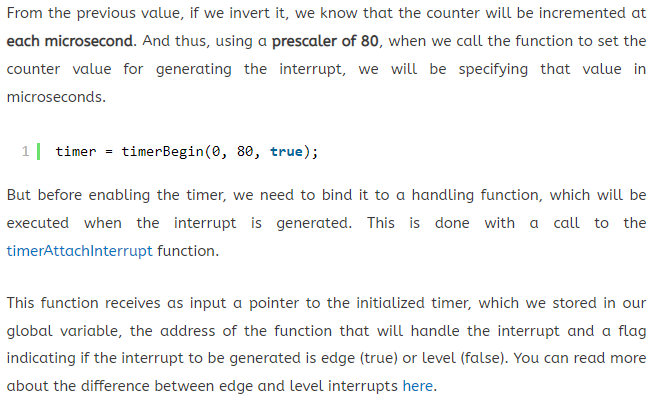 From the previous value, if we invert it, we know that the counter will be incremented at
each microsecond. And thus, using a prescaler of 80, when we call the function to set the
counter value for generating the interrupt, we will be specifying that value in
microseconds.
1 timer = timerBegin(0, 80, true);
But before enabling the timer, we need to bind it to a handling function, which will be
executed when the interrupt is generated. This is done with a call to the
timerAttachInterrupt function.
This function receives as input a pointer to the initialized timer, which we stored in our
global variable, the address of the function that will handle the interrupt and a flag
indicating if the interrupt to be generated is edge (true) or level (false). You can read more
about the difference between edge and level interrupts here.